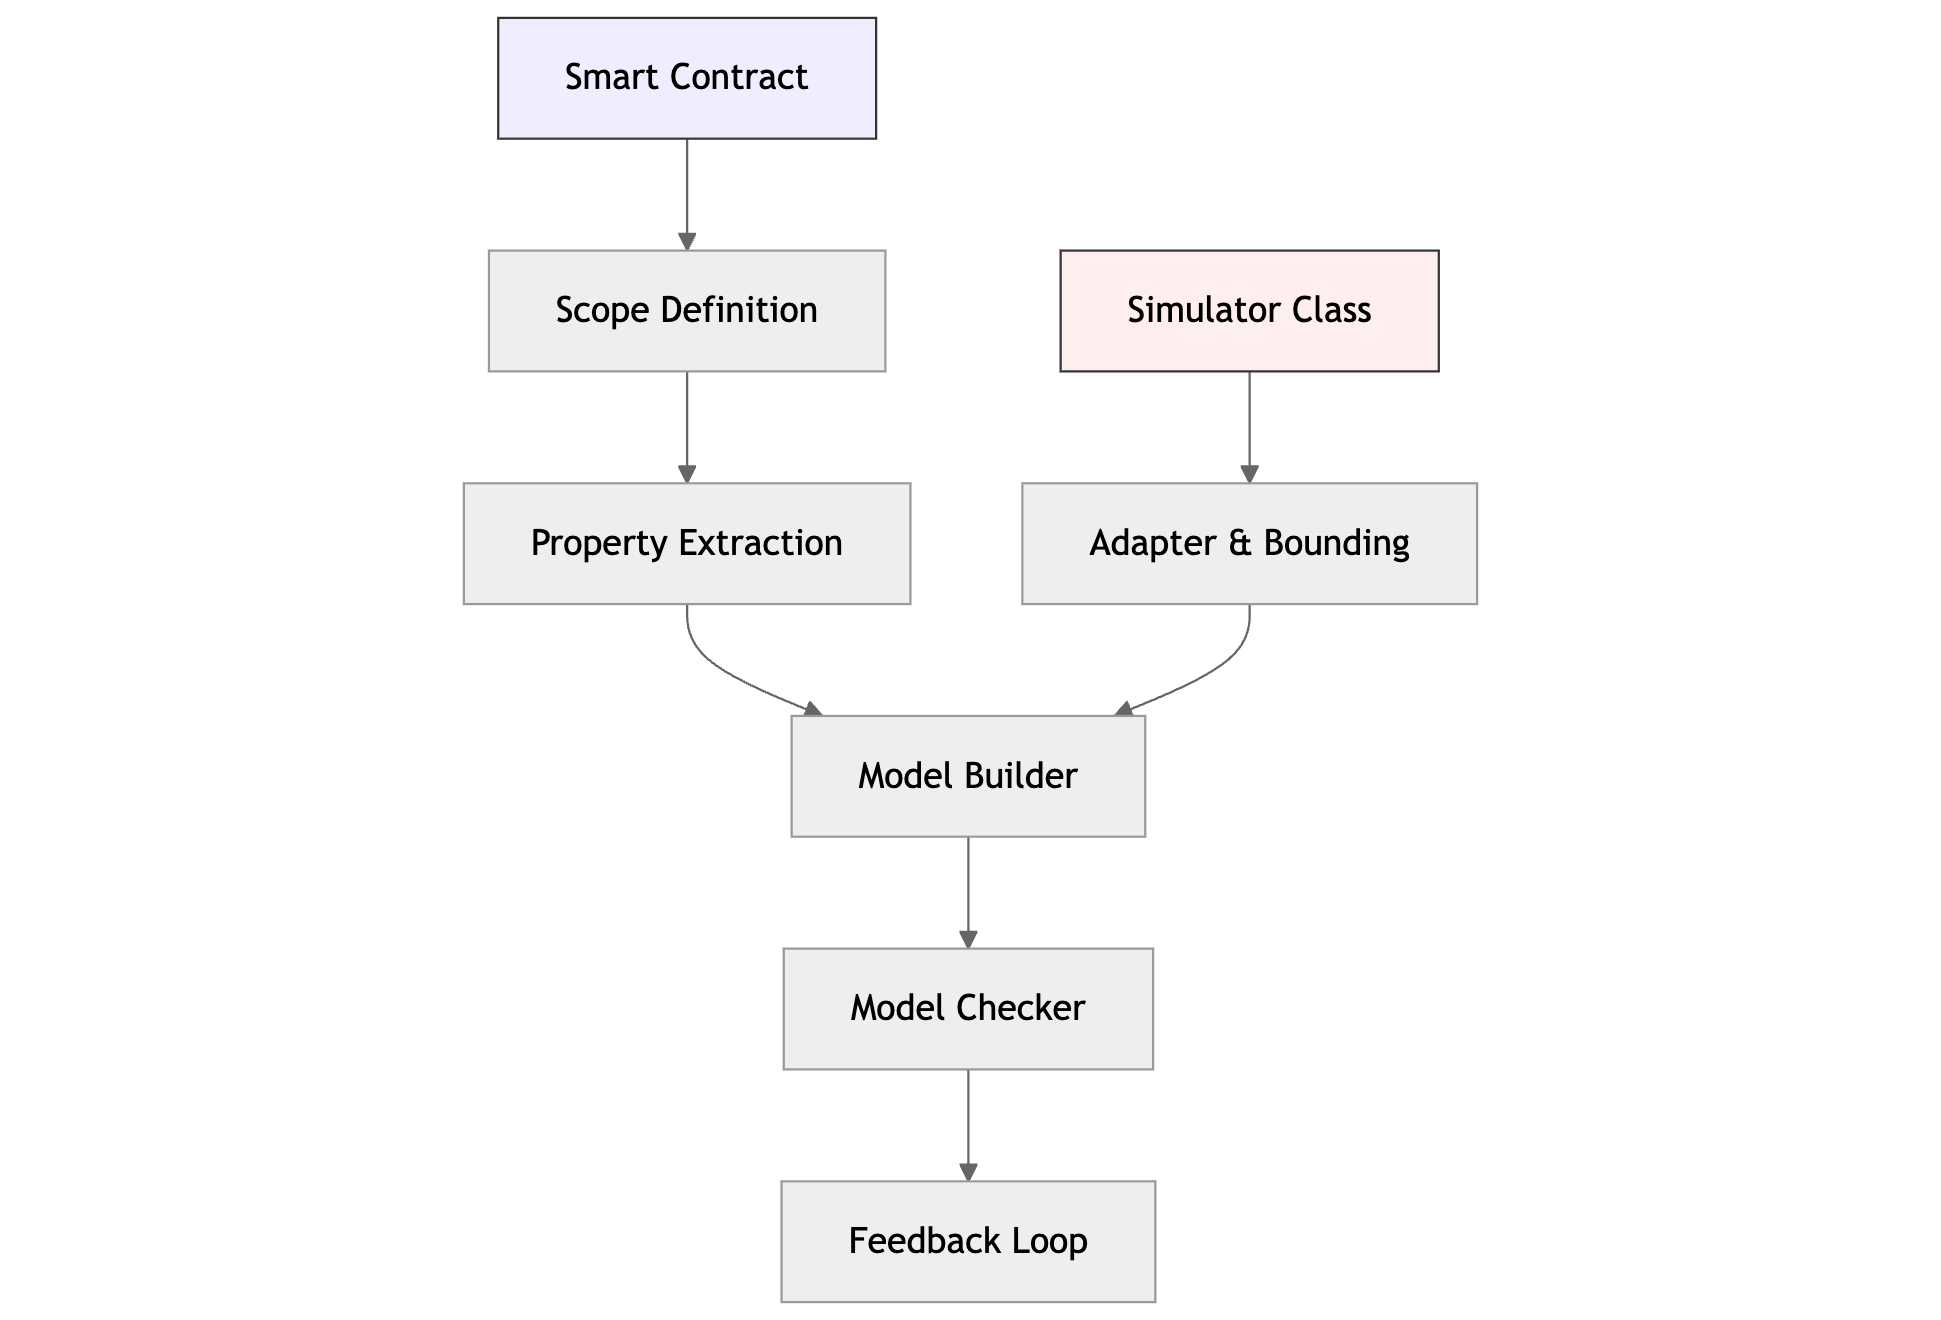 Smart Contract
Scope Definition
Simulator Class
Property Extraction
Adapter & Bounding
Model Builder
Model Checker
Feedback Loop